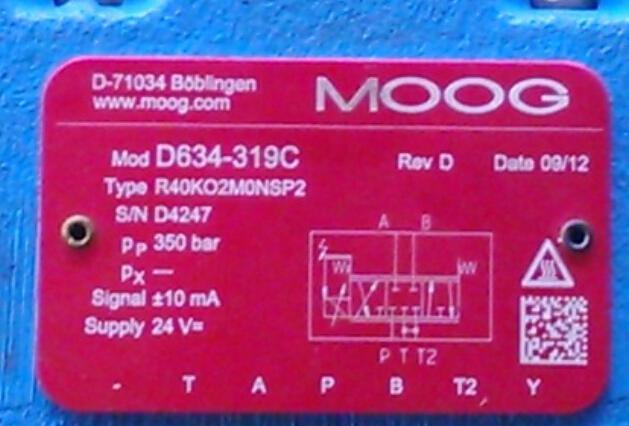 D-71034 Böblingen
www.moog.com
MOOG
Mod D634-319C Rev D Date 09/12
Type R40KO2M0NSP2
S/N D4247
pP 350 bar
pX —
Signal ±10 mA
Supply 24 V=
A B
P T T2
- T A P B T2 Y